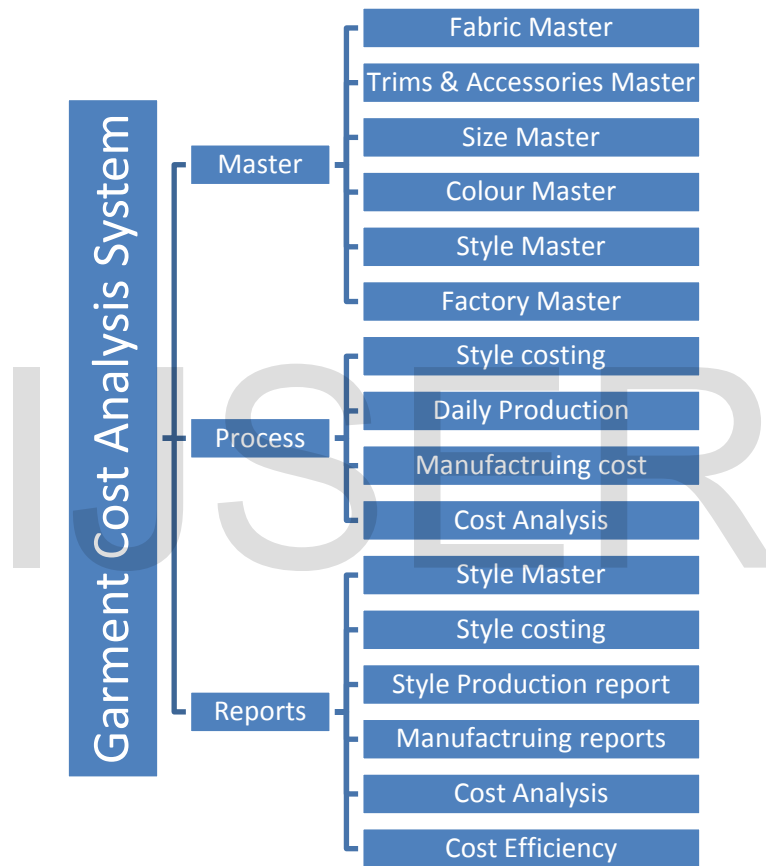 Garment Cost Analysis System
Master
Fabric Master
Trims & Accessories Master
Size Master
Colour Master
Style Master
Factory Master
Process
Style costing
Daily Production
Manufactruing cost
Cost Analysis
Reports
Style Master
Style costing
Style Production report
Manufactruing reports
Cost Analysis
Cost Efficiency
IJSER